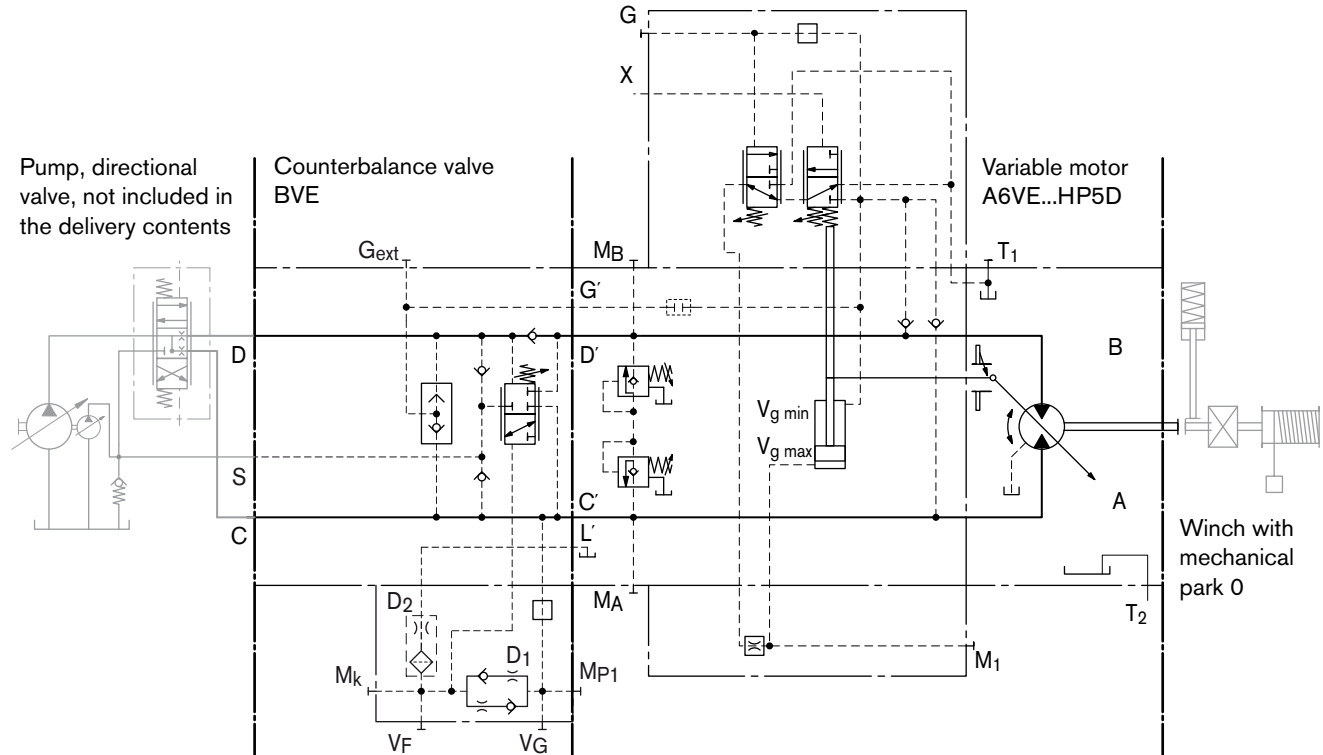 G
X
Pump, directional
valve, not included in
the delivery contents
Counterbalance valve
BVE
Variable motor
A6VE...HP5D
Gext
MB
T1
G'
D
D'
B
Vg min
Vg max
S
C'
A
C
L'
Winch with
mechanical
park 0
D2
MA
T2
D1
Mk
MP1
M1
VF
VG